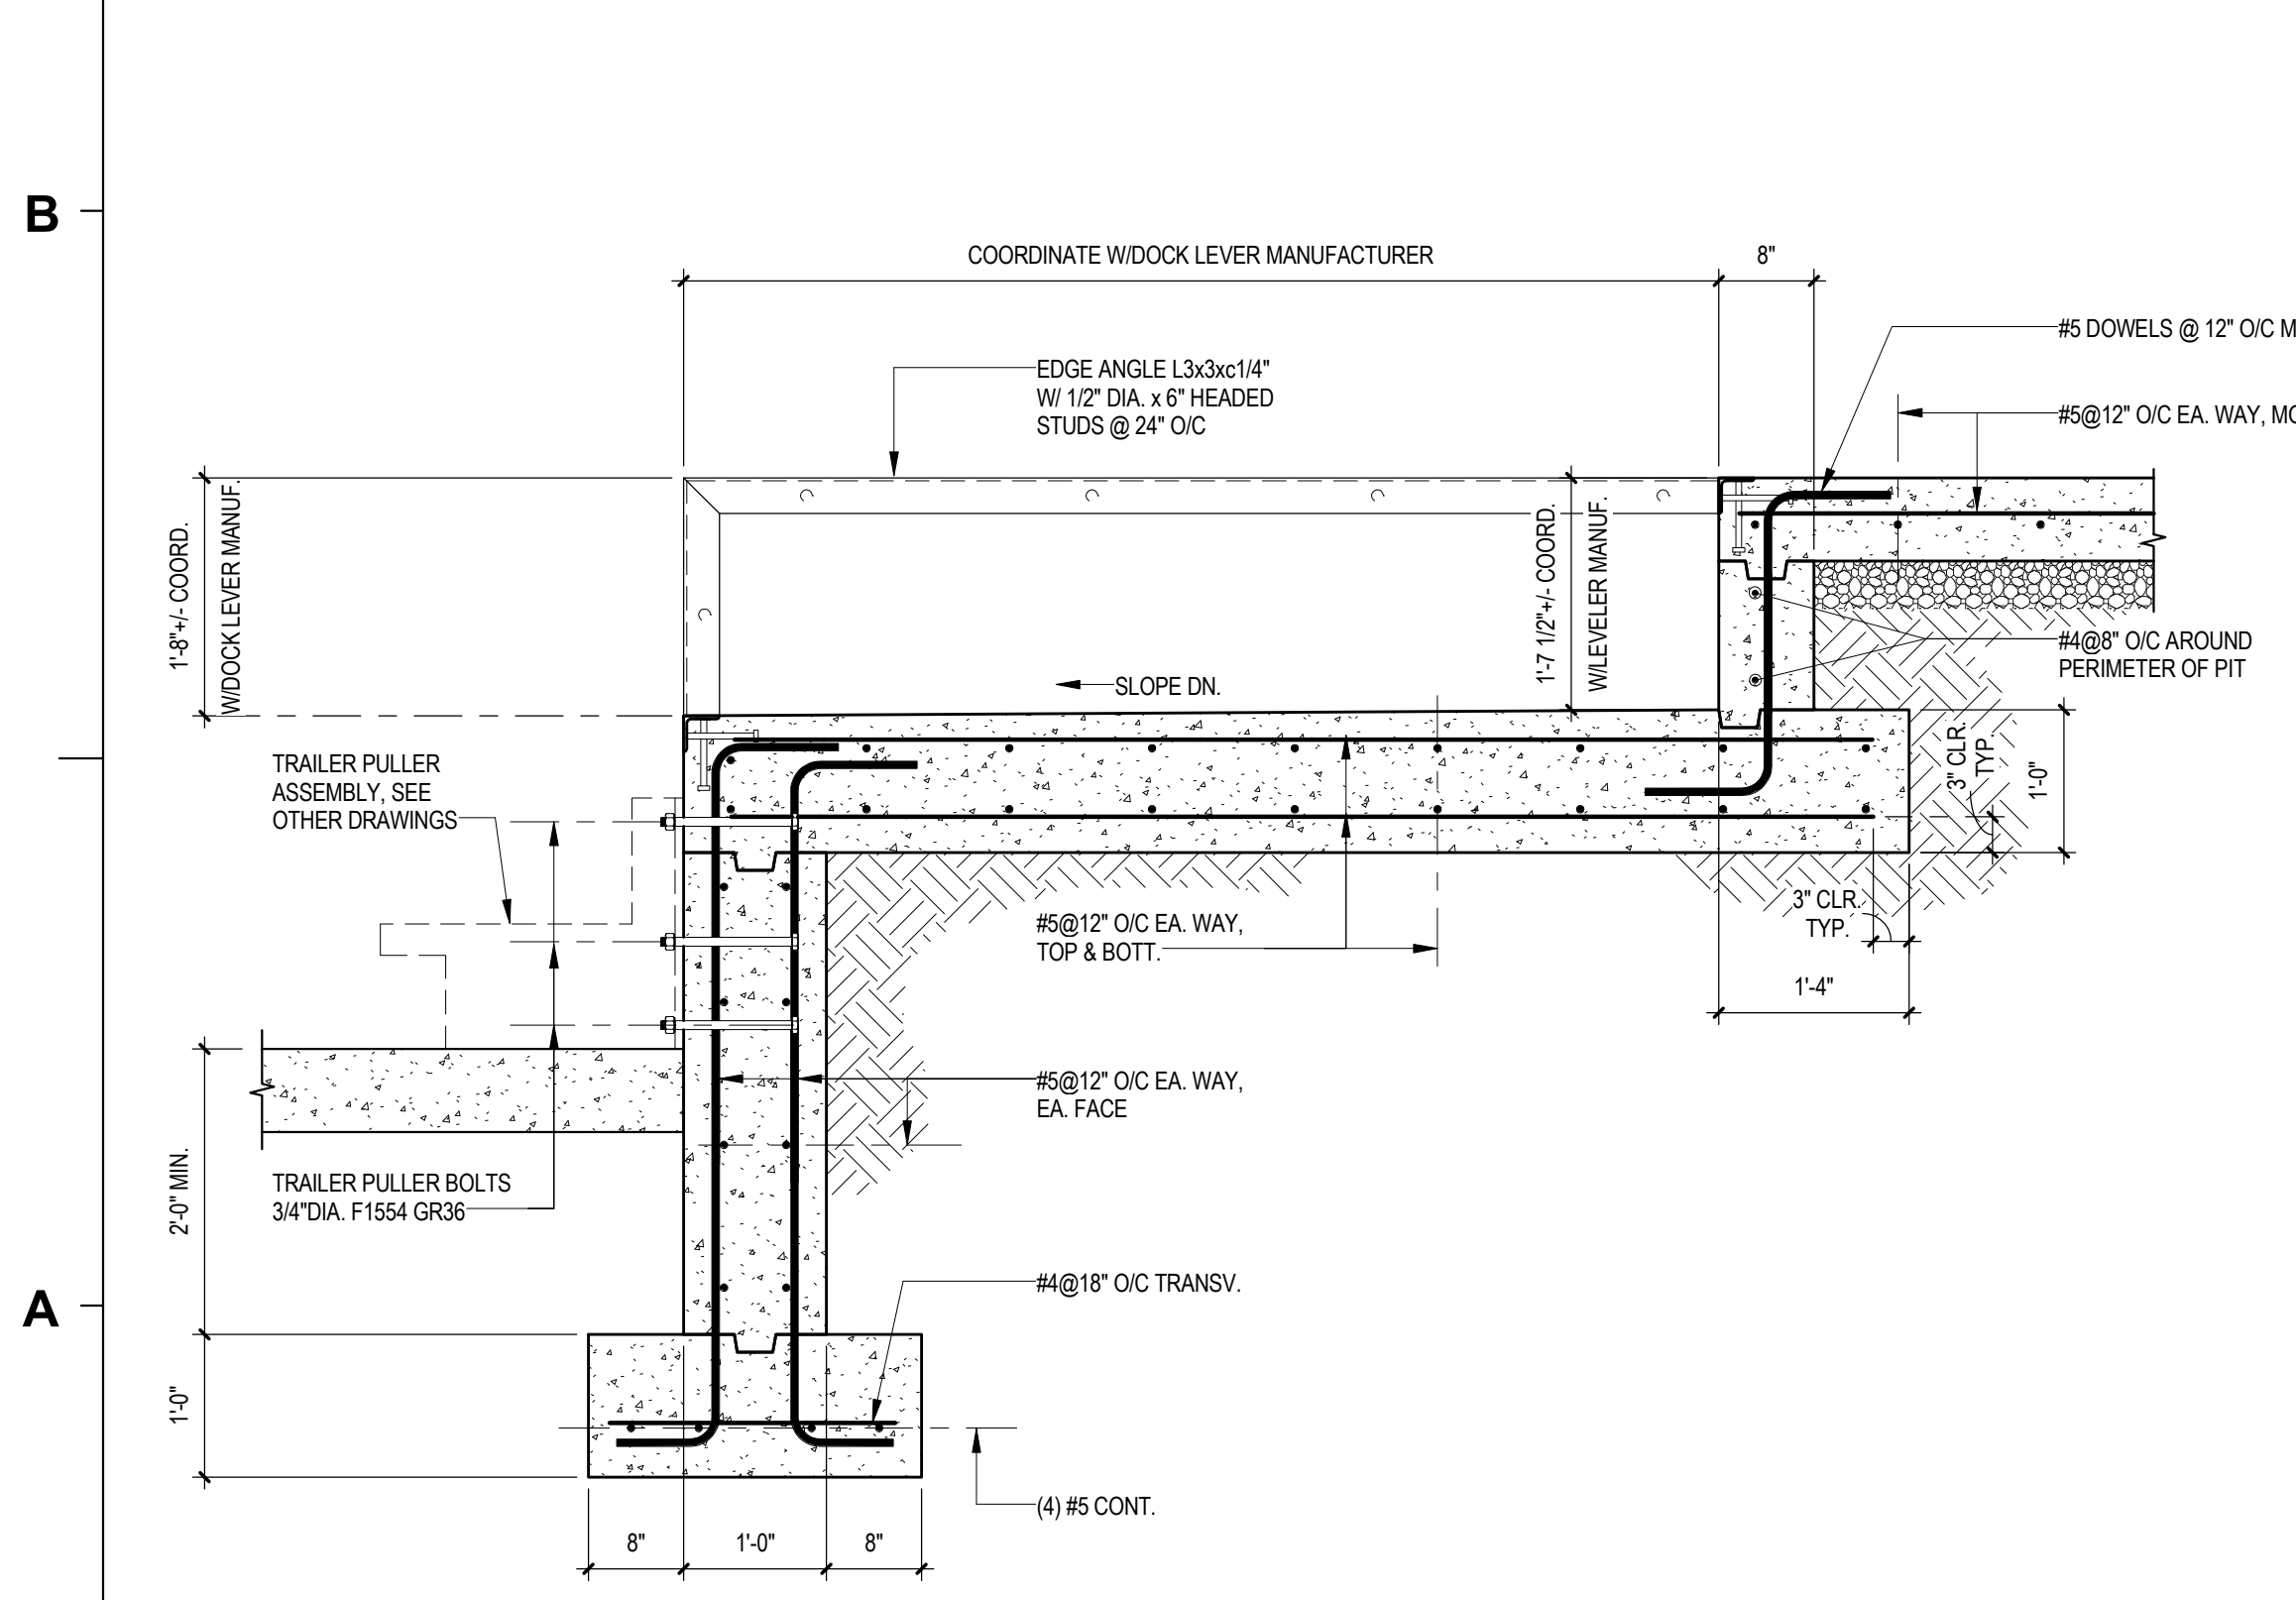 B
COORDINATE W/DOCK LEVER MANUFACTURER
8"
#5 DOWELS @ 12" O/C M
EDGE ANGLE L3x3xc1/4"
W/ 1/2" DIA. x 6" HEADED
STUDS @ 24" O/C
#5@12" O/C EA. WAY, MO
1'-8"+/- COORD.
W/DOCK LEVER MANUF.
1'-7 1/2"+/- COORD.
W/LEVELER MANUF.
#4@8" O/C AROUND
PERIMETER OF PIT
SLOPE DN.
TRAILER PULLER
ASSEMBLY, SEE
OTHER DRAWINGS
3" CLR.
TYP.
1'-0"
3" CLR.
TYP.
#5@12" O/C EA. WAY,
TOP & BOTT.
1'-4"
#5@12" O/C EA. WAY,
EA. FACE
2'-0" MIN.
TRAILER PULLER BOLTS
3/4"DIA. F1554 GR36
#4@18" O/C TRANSV.
A
1'-0"
(4) #5 CONT.
8"
1'-0"
8"